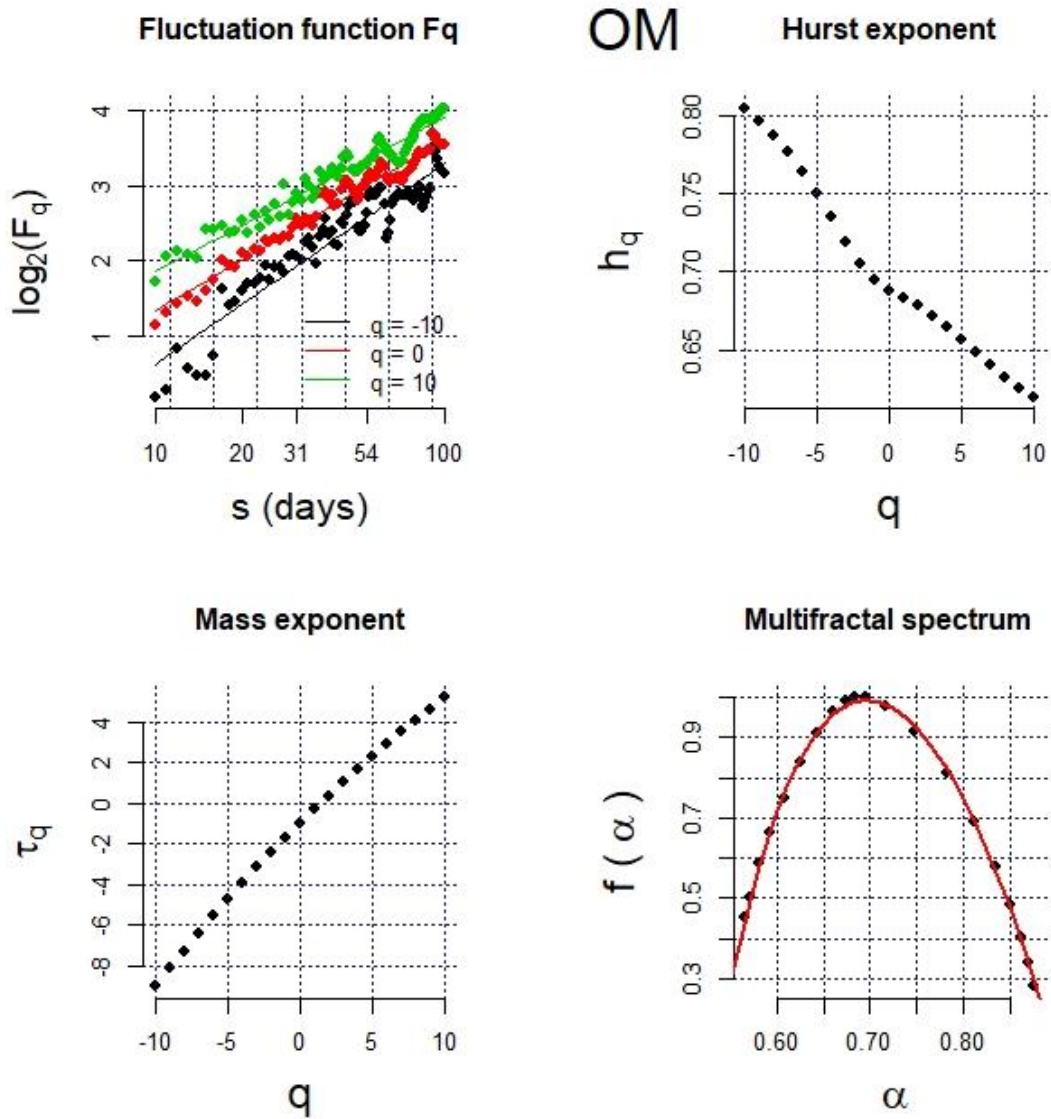 OM
Fluctuation function Fq
log2(Fq)
4
3
2
1
q = -10
q = 0
q = 10
10 20 31 54 100
s (days)
Hurst exponent
hq
0.80
0.75
0.70
0.65
-10 -5 0 5 10
q
Mass exponent
τq
4
2
0
-2
-4
-6
-8
-10 -5 0 5 10
q
Multifractal spectrum
f ( α )
0.9
0.7
0.5
0.3
0.60 0.70 0.80
α